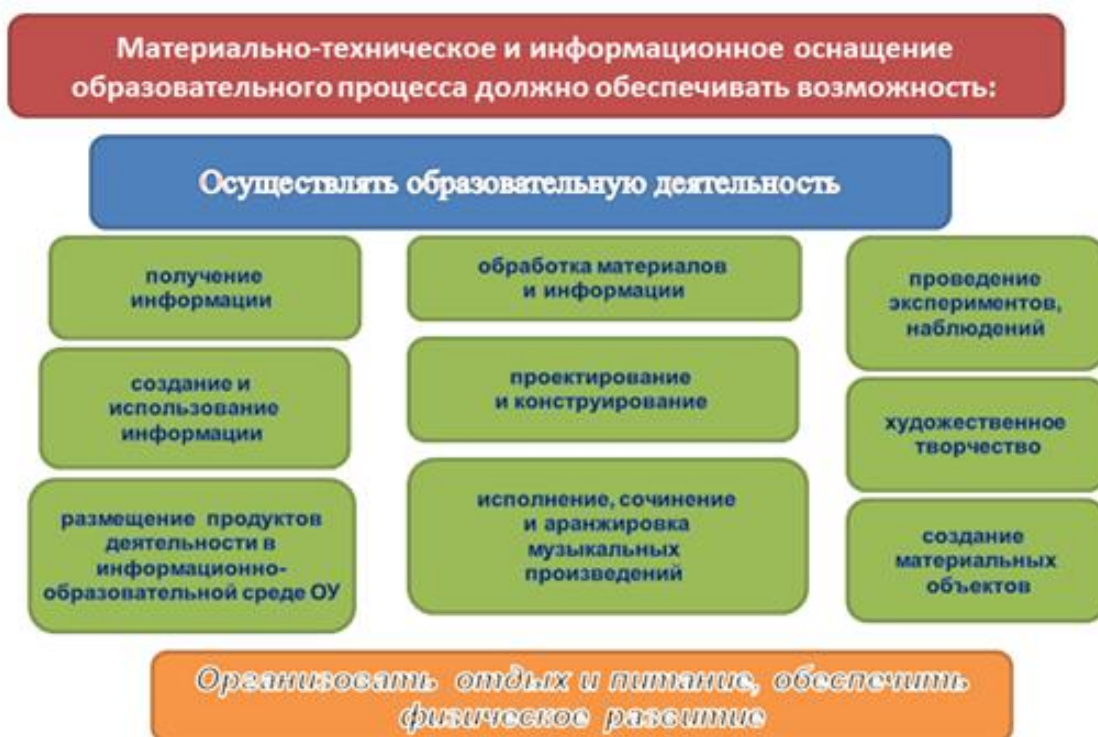 Материально-техническое и информационное оснащение
образовательного процесса должно обеспечивать возможность:
Осуществлять образовательную деятельность
получение
информации
создание и
использование
информации
размещение продуктов
деятельности в
информационно-
образовательной среде ОУ
обработка материалов
и информации
проектирование
и конструирование
исполнение, сочинение
и аранжировка
музыкальных
произведений
проведение
экспериментов,
наблюдений
художественное
творчество
создание
материальных
объектов
Организовать отдых и питание, обеспечить
физическое развитие